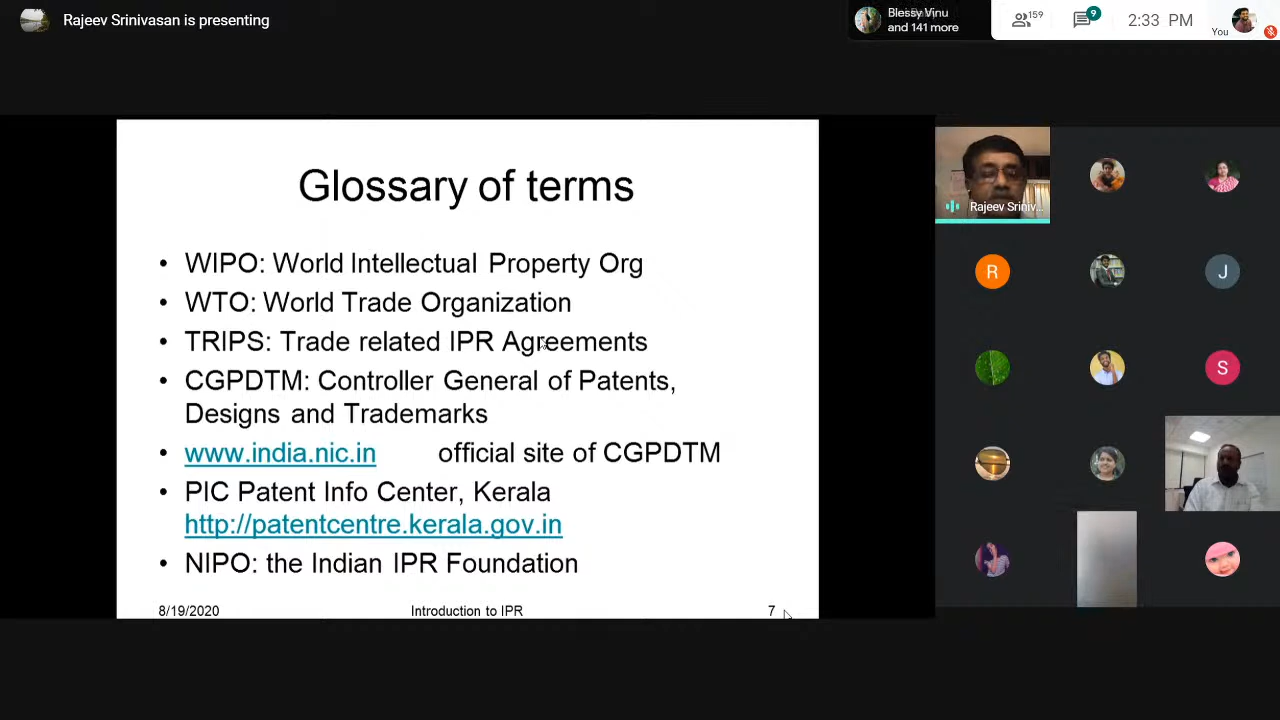 Rajeev Srinivasan is presenting
Blessy Vinu
and 141 more
159
9
2:33 PM
You
Glossary of terms
• WIPO: World Intellectual Property Org
• WTO: World Trade Organization
• TRIPS: Trade related IPR Agreements
• CGPDTM: Controller General of Patents,
Designs and Trademarks
• www.india.nic.in official site of CGPDTM
• PIC Patent Info Center, Kerala
http://patentcentre.kerala.gov.in
• NIPO: the Indian IPR Foundation
8/19/2020 Introduction to IPR 7
Rajeev Sriniv...
R
J
S